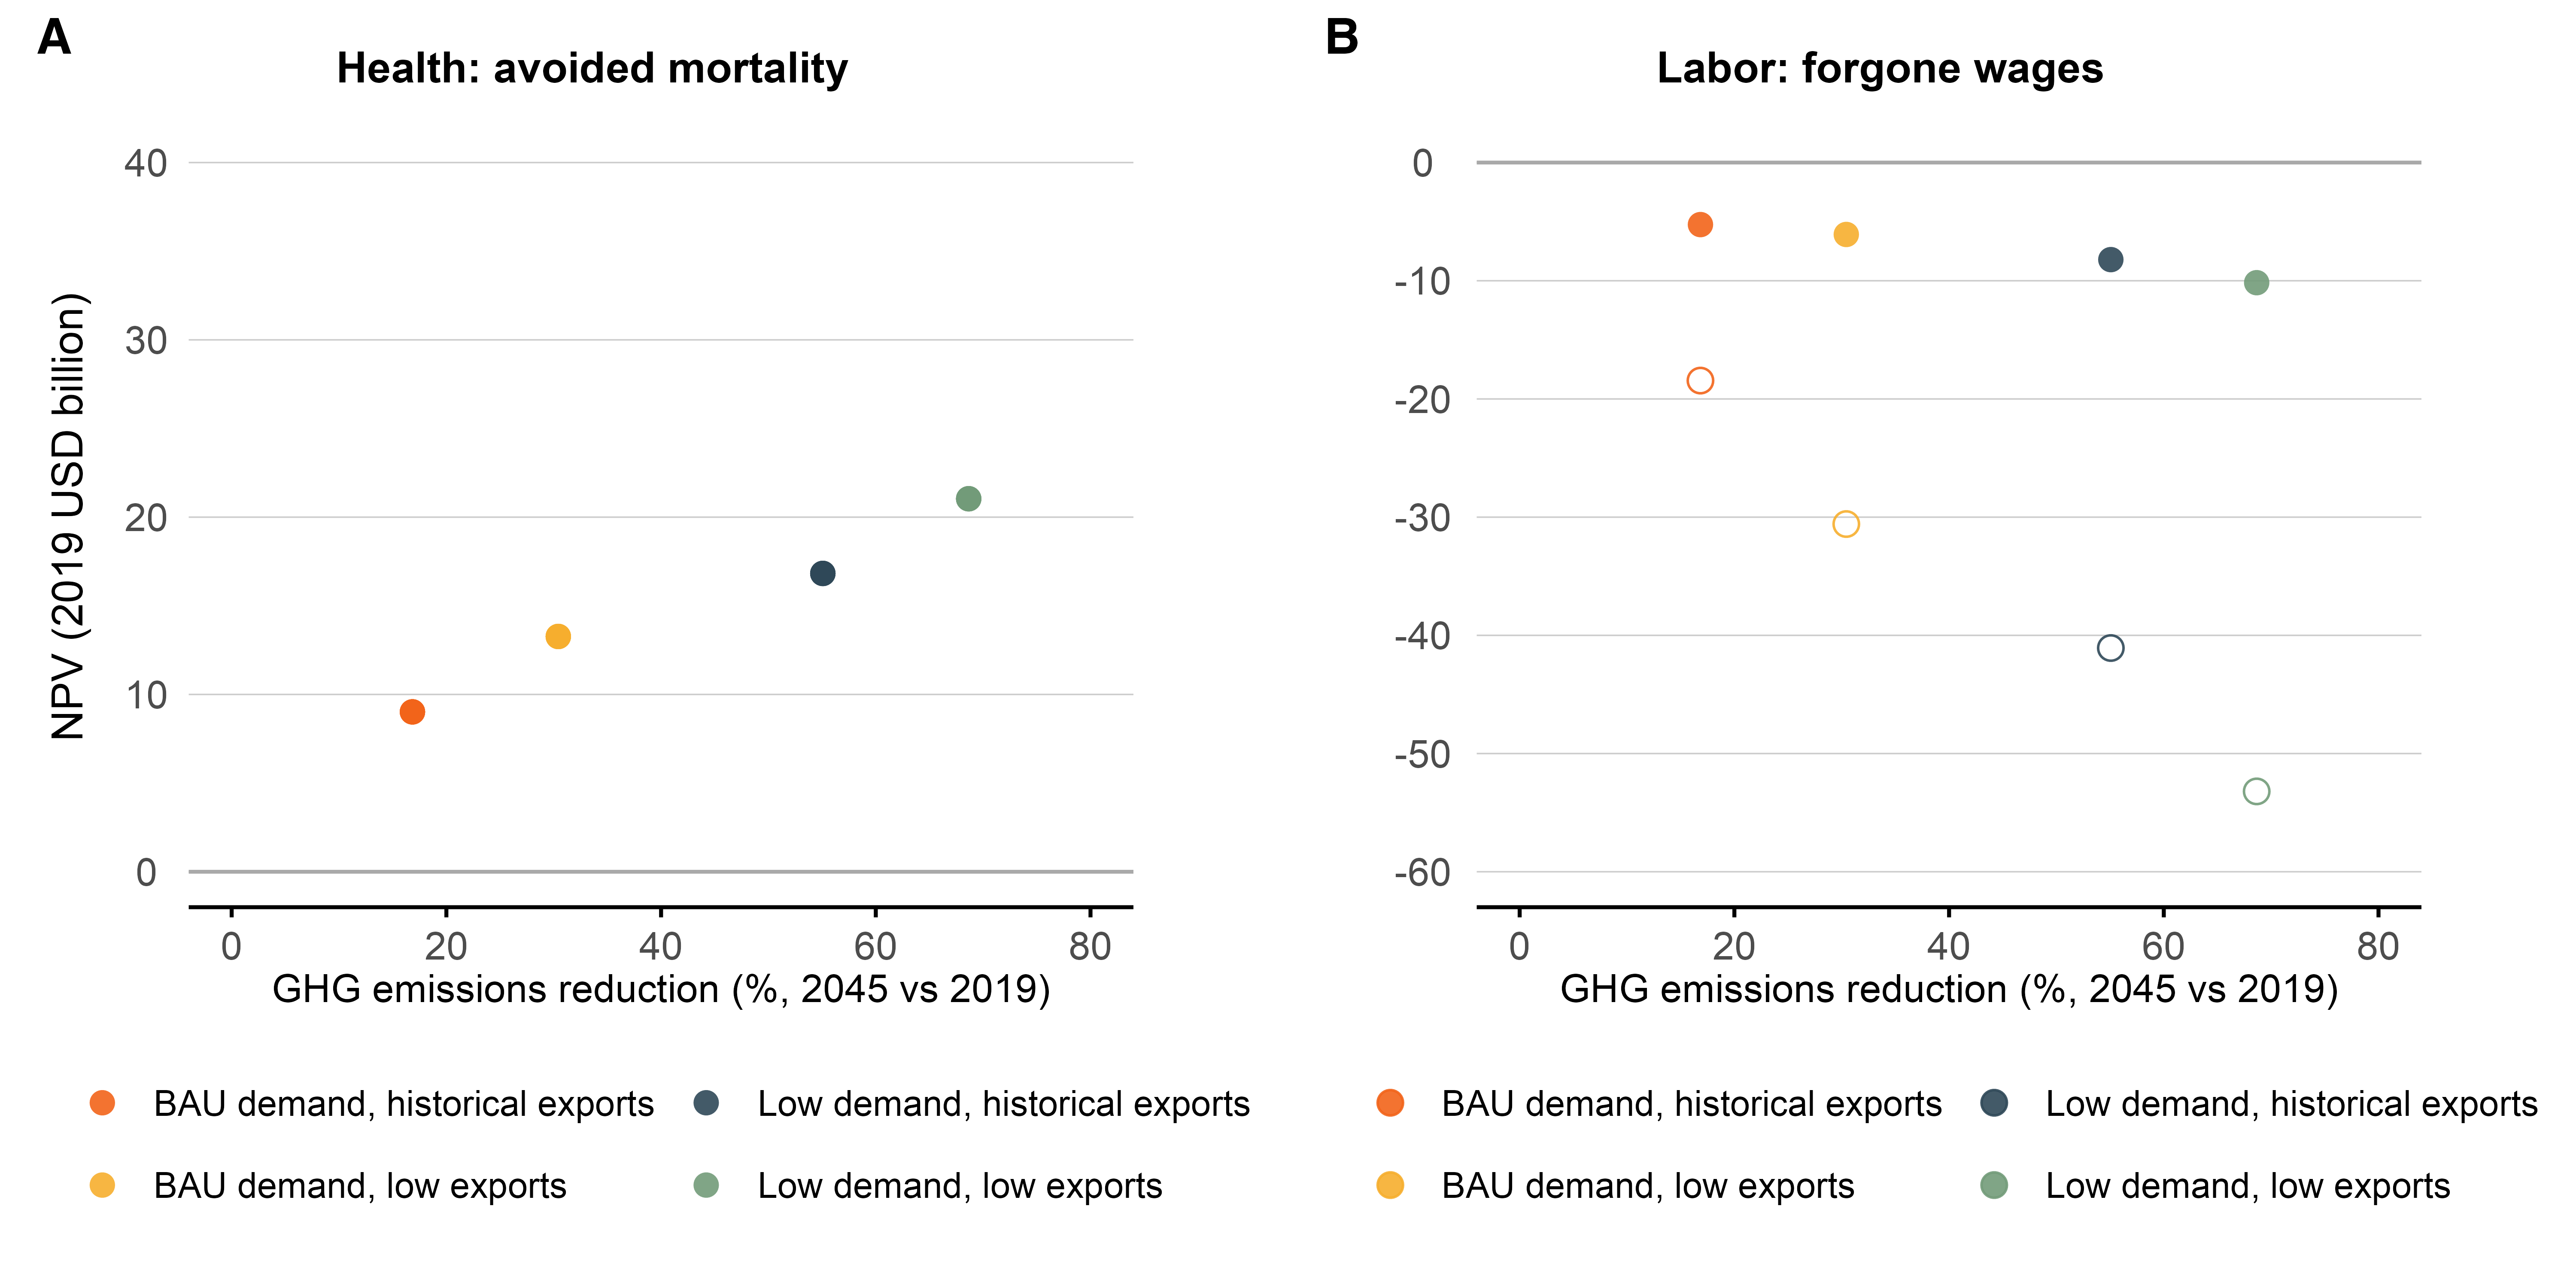 A
Health: avoided mortality
NPV (2019 USD billion)
40
30
20
10
0
0 20 40 60 80
GHG emissions reduction (%, 2045 vs 2019)
BAU demand, historical exports
Low demand, historical exports
BAU demand, low exports
Low demand, low exports
B
Labor: forgone wages
0
-10
-20
-30
-40
-50
-60
0 20 40 60 80
GHG emissions reduction (%, 2045 vs 2019)
BAU demand, historical exports
Low demand, historical exports
BAU demand, low exports
Low demand, low exports